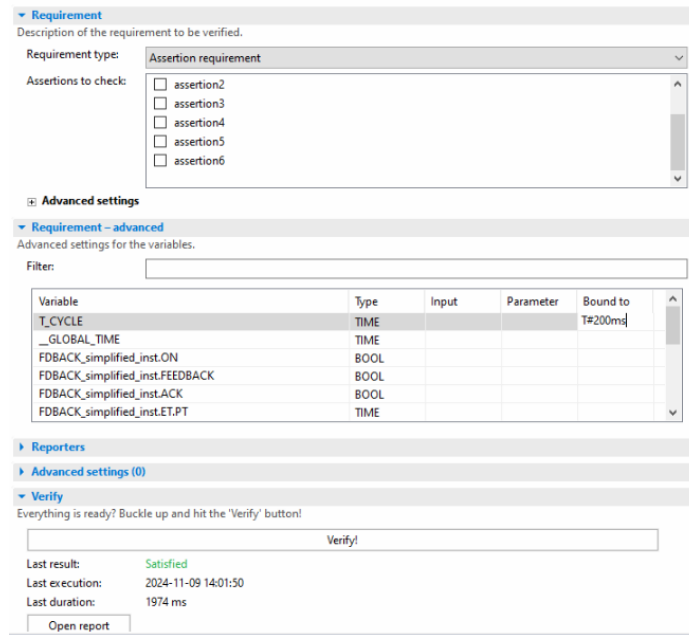 Requirement
Description of the requirement to be verified.
Requirement type: Assertion requirement
Assertions to check: assertion2
assertion3
assertion4
assertion5
assertion6
Advanced settings
Requirement – advanced
Advanced settings for the variables.
Filter:
Variable Type Input Parameter Bound to
T_CYCLE TIME T#200ms
__GLOBAL_TIME TIME
FDBACK_simplified_inst.ON BOOL
FDBACK_simplified_inst.FEEDBACK BOOL
FDBACK_simplified_inst.ACK BOOL
FDBACK_simplified_inst.ET.PT TIME
Reporters
Advanced settings (0)
Verify
Everything is ready? Buckle up and hit the 'Verify' button!
Verify!
Last result: Satisfied
Last execution: 2024-11-09 14:01:50
Last duration: 1974 ms
Open report